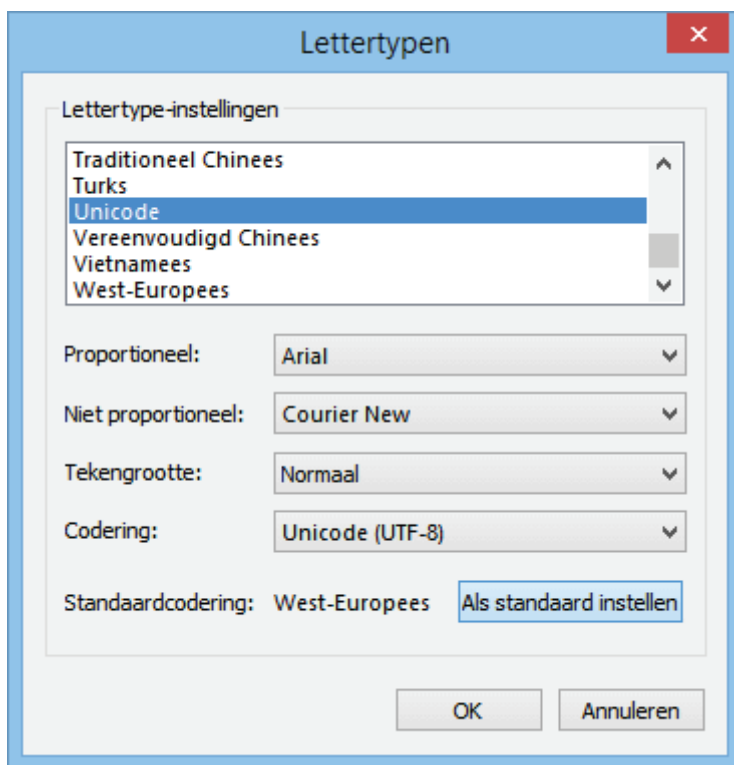 Lettertypen
Lettertype-instellingen
Traditioneel Chinees
Turks
Unicode
Vereenvoudigd Chinees
Vietnamees
West-Europees
Proportioneel: Arial
Niet proportioneel: Courier New
Tekengrootte: Normaal
Codering: Unicode (UTF-8)
Standaardcodering: West-Europees Als standaard instellen
OK Annuleren